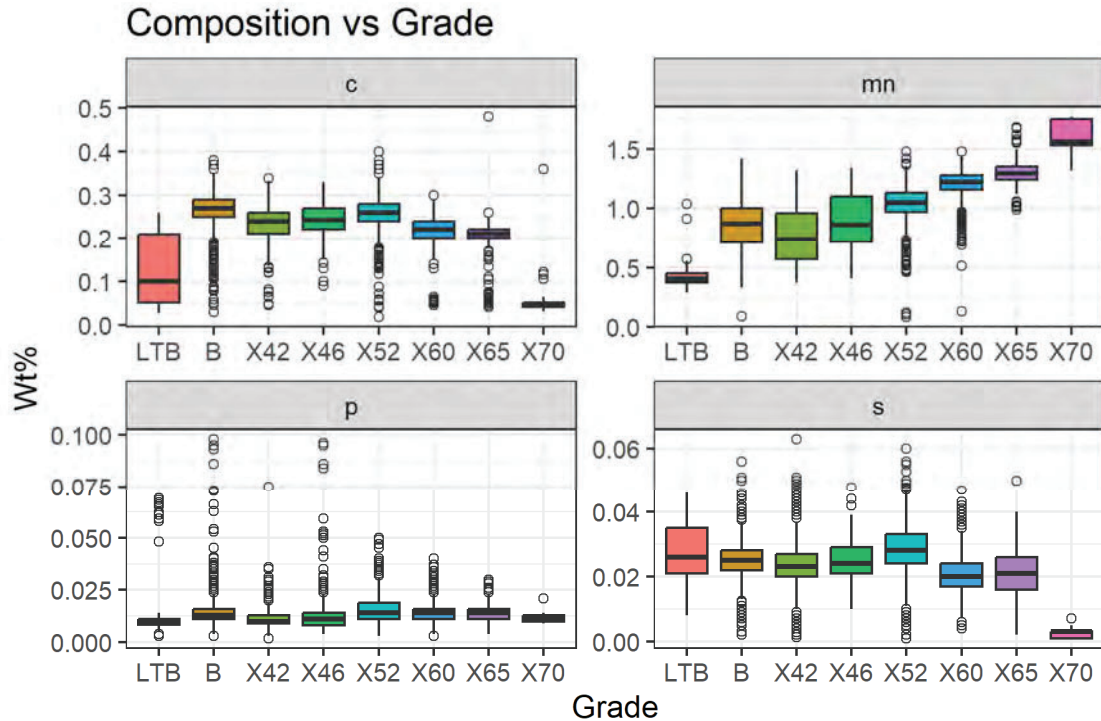 Composition vs Grade
c
mn
0.5
0.4
0.3
0.2
0.1
0.0
1.5
1.0
0.5
0.0
LTB B X42 X46 X52 X60 X65 X70
LTB B X42 X46 X52 X60 X65 X70
Wt%
p
s
0.100
0.075
0.050
0.025
0.000
0.06
0.04
0.02
0.00
LTB B X42 X46 X52 X60 X65 X70
LTB B X42 X46 X52 X60 X65 X70
Grade